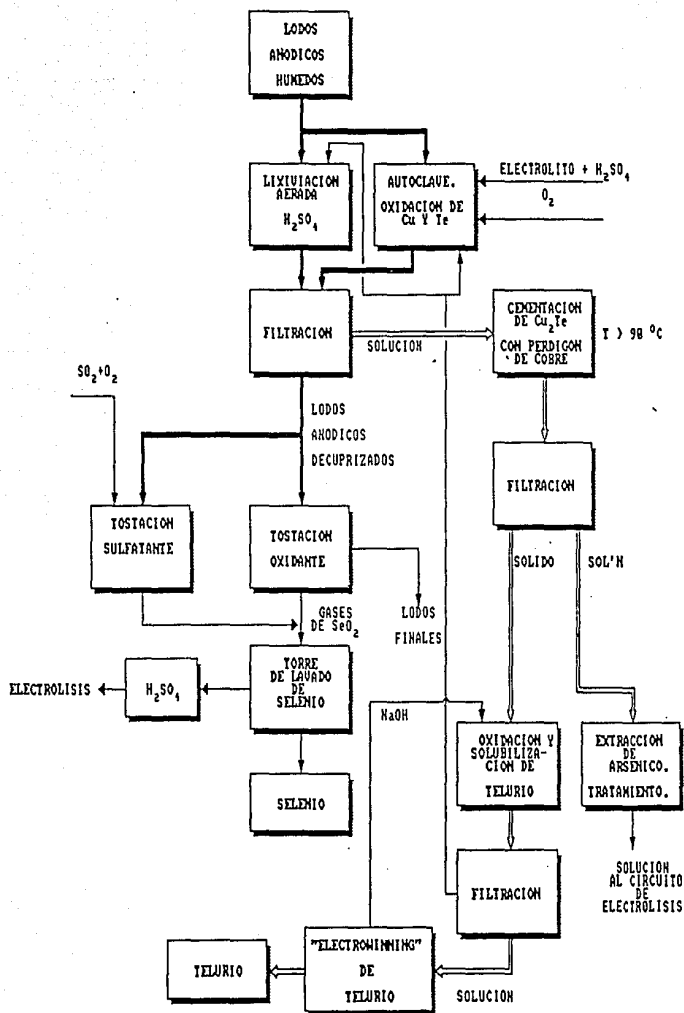 LODOS
ANODICOS
HUMEDOS
LIXIVIACION
AERADA
H₂SO₄
AUTOCLAVE.
OXIDACION DE
Cu Y Te
ELECTROLITO + H₂SO₄
O₂
FILTRACION
SOLUCION
CEMENTACION
DE Cu₂Te
CON PERDIGON
DE COBRE
T > 98 °C
SO₂+O₂
LODOS
ANODICOS
DECUPRIZADOS
FILTRACION
TOSTACION
SULFATANTE
TOSTACION
OXIDANTE
SOLIDO
SOL'N
GASES
DE SeO₂
LODOS
FINALES
TORRE
DE LAVADO
DE
SELENIO
ELECTROLISIS
H₂SO₄
NaOH
OXIDACION Y
SOLUBILIZA-
CION DE
TELURIO
EXTRACCION
DE
ARSENICO.
TRATAMIENTO.
SELENIO
FILTRACION
SOLUCION
AL CIRCUITO
DE
ELECTROLISIS
"ELECTROWINNING"
DE
TELURIO
TELURIO
SOLUCION